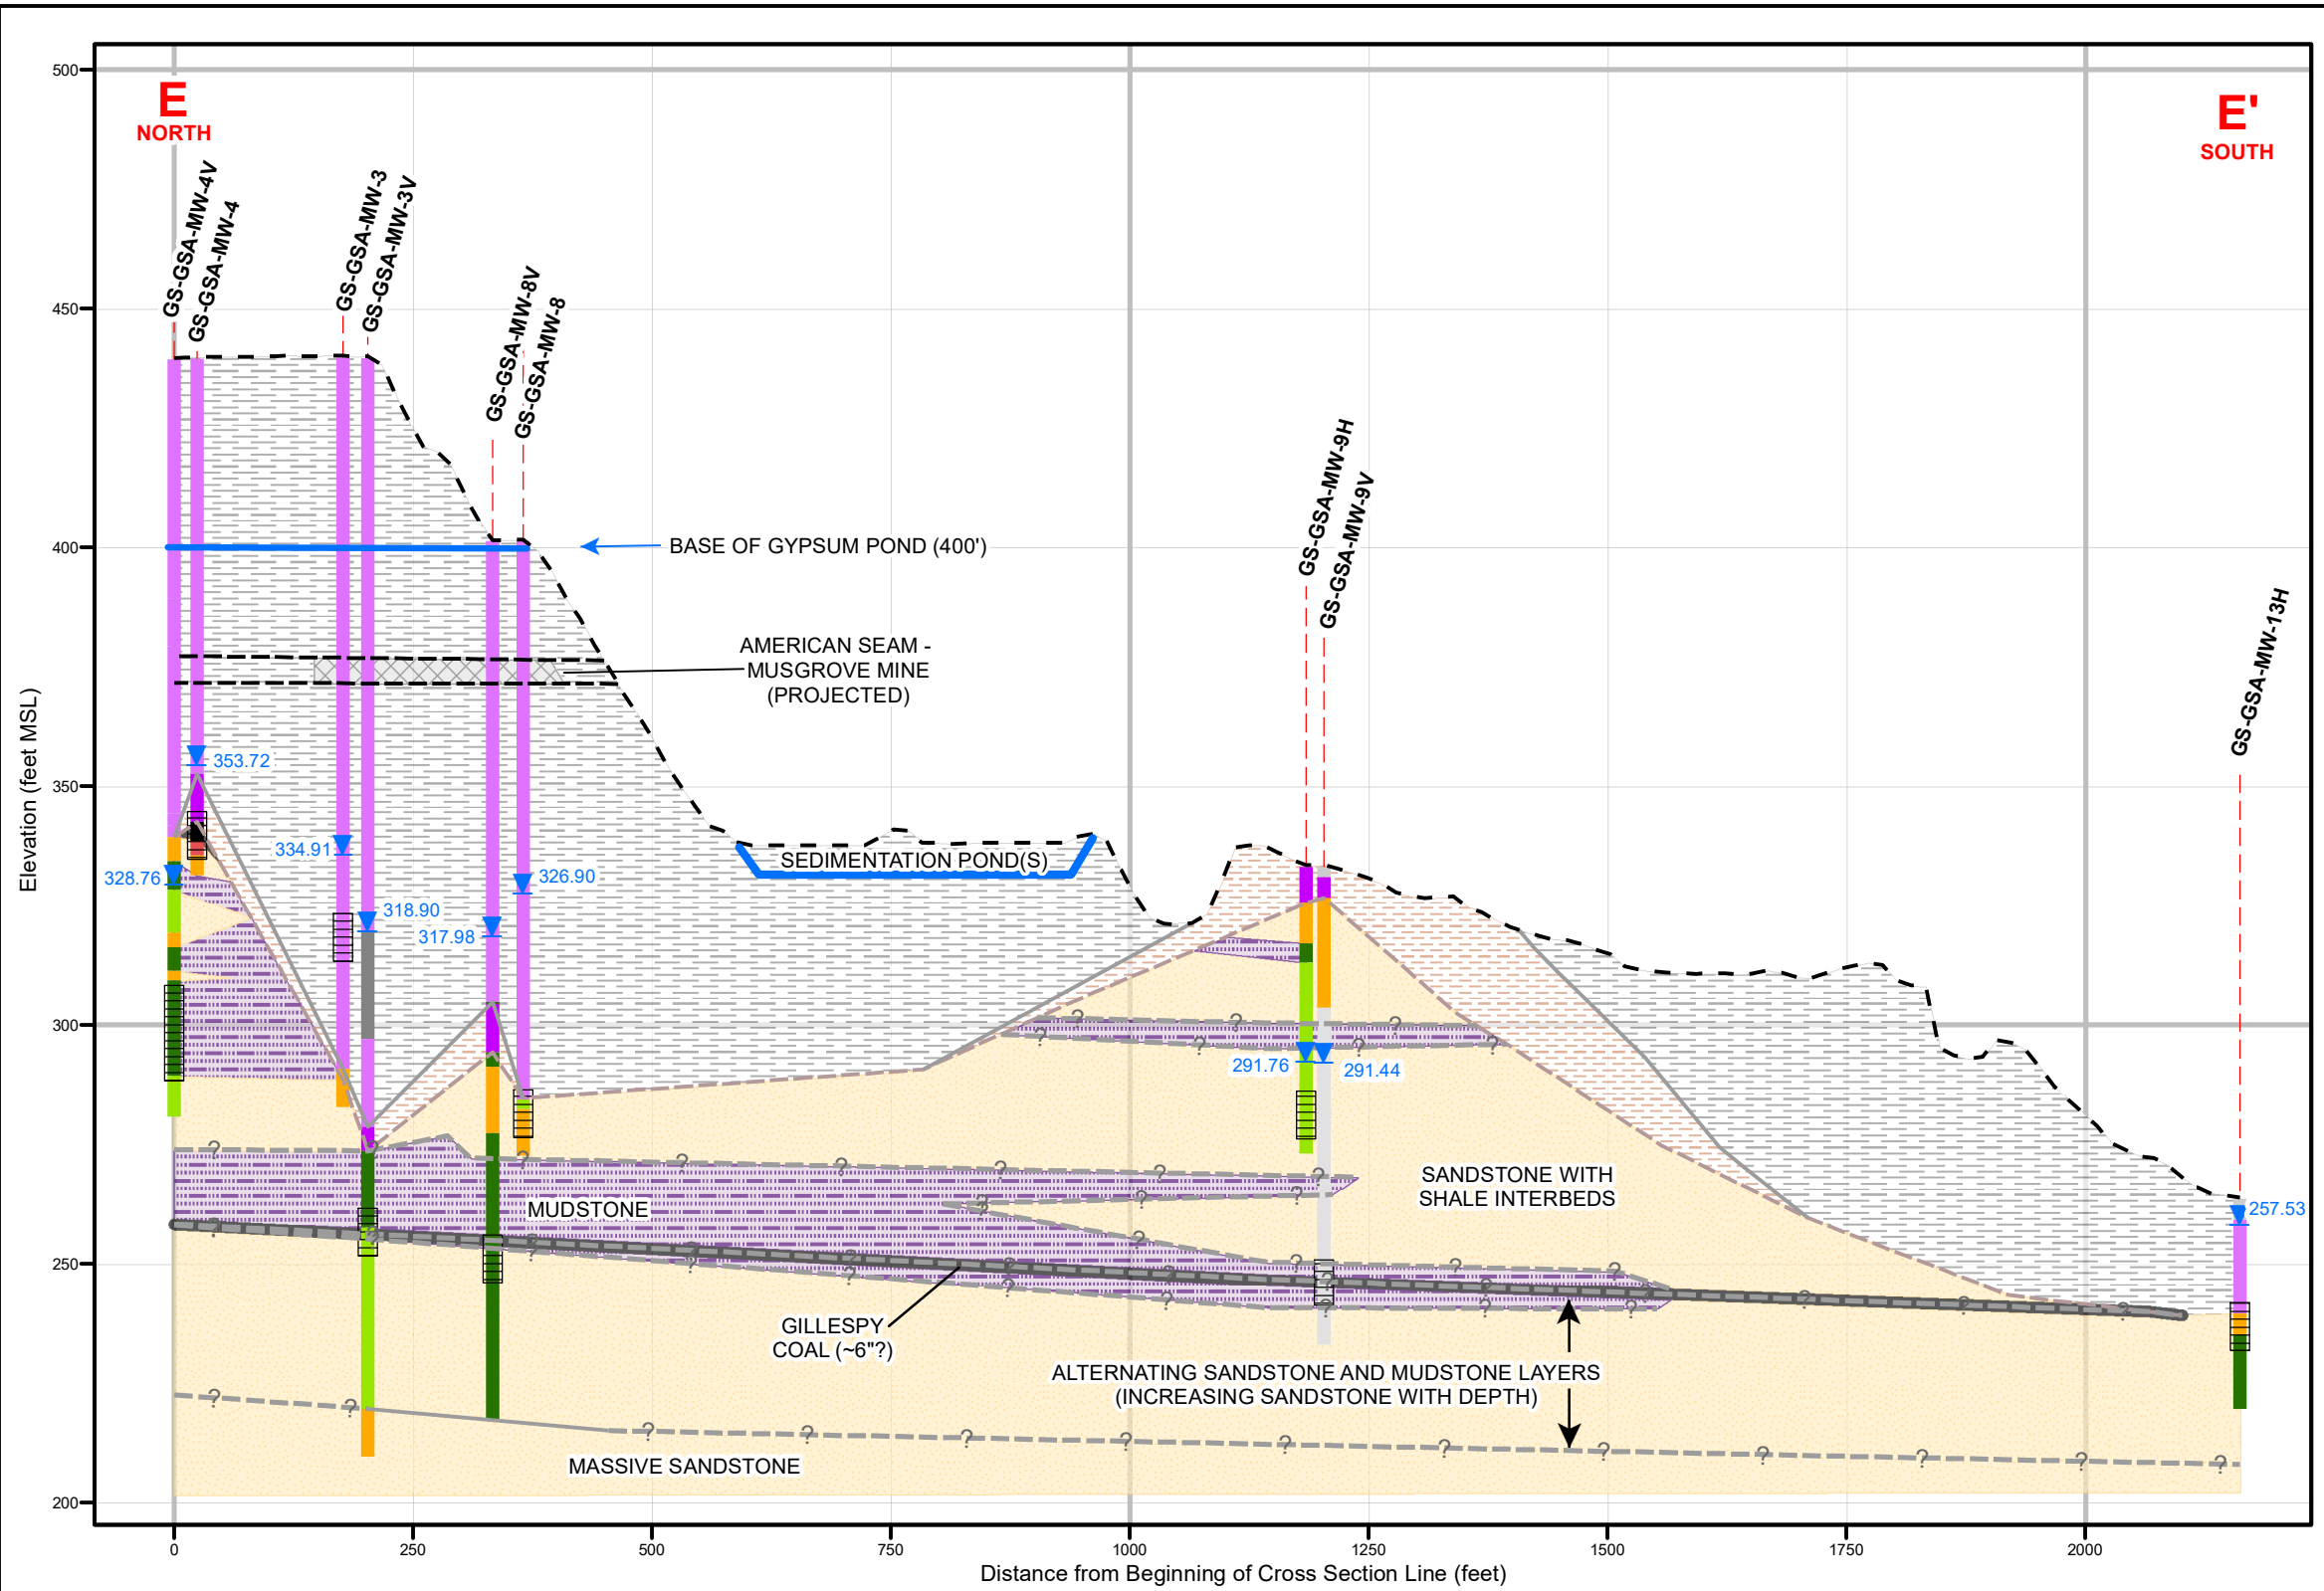 E
NORTH
E'
SOUTH
GS-GSA-MW-4V
GS-GSA-MW-4
GS-GSA-MW-3
GS-GSA-MW-3V
GS-GSA-MW-8V
GS-GSA-MW-8
GS-GSA-MW-9H
GS-GSA-MW-9V
GS-GSA-MW-13H
500
450
400
350
300
250
200
Elevation (feet MSL)
BASE OF GYPSUM POND (400')
AMERICAN SEAM -
MUSGROVE MINE
(PROJECTED)
353.72
334.91
328.76
318.90
317.98
326.90
SEDIMENTATION POND(S)
291.76
291.44
257.53
SANDSTONE WITH
SHALE INTERBEDS
MUDSTONE
GILLESPY
COAL (~6"?)
ALTERNATING SANDSTONE AND MUDSTONE LAYERS
(INCREASING SANDSTONE WITH DEPTH)
MASSIVE SANDSTONE
0
250
500
750
1000
1250
1500
1750
2000
Distance from Beginning of Cross Section Line (feet)